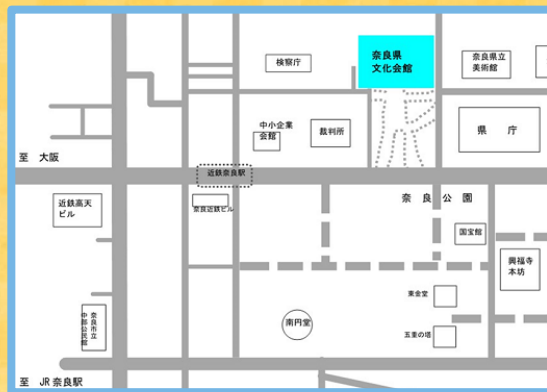 奈良県
文化会館
奈良県立
美術館
検察庁
中小企業
会館
裁判所
県 庁
至 大阪
近鉄奈良駅
近鉄高天
ビル
奈良近鉄ビル
奈 良 公 園
国宝館
興福寺
本坊
東金堂
南円堂
五重の塔
奈良市立
中部公民館
至 JR奈良駅